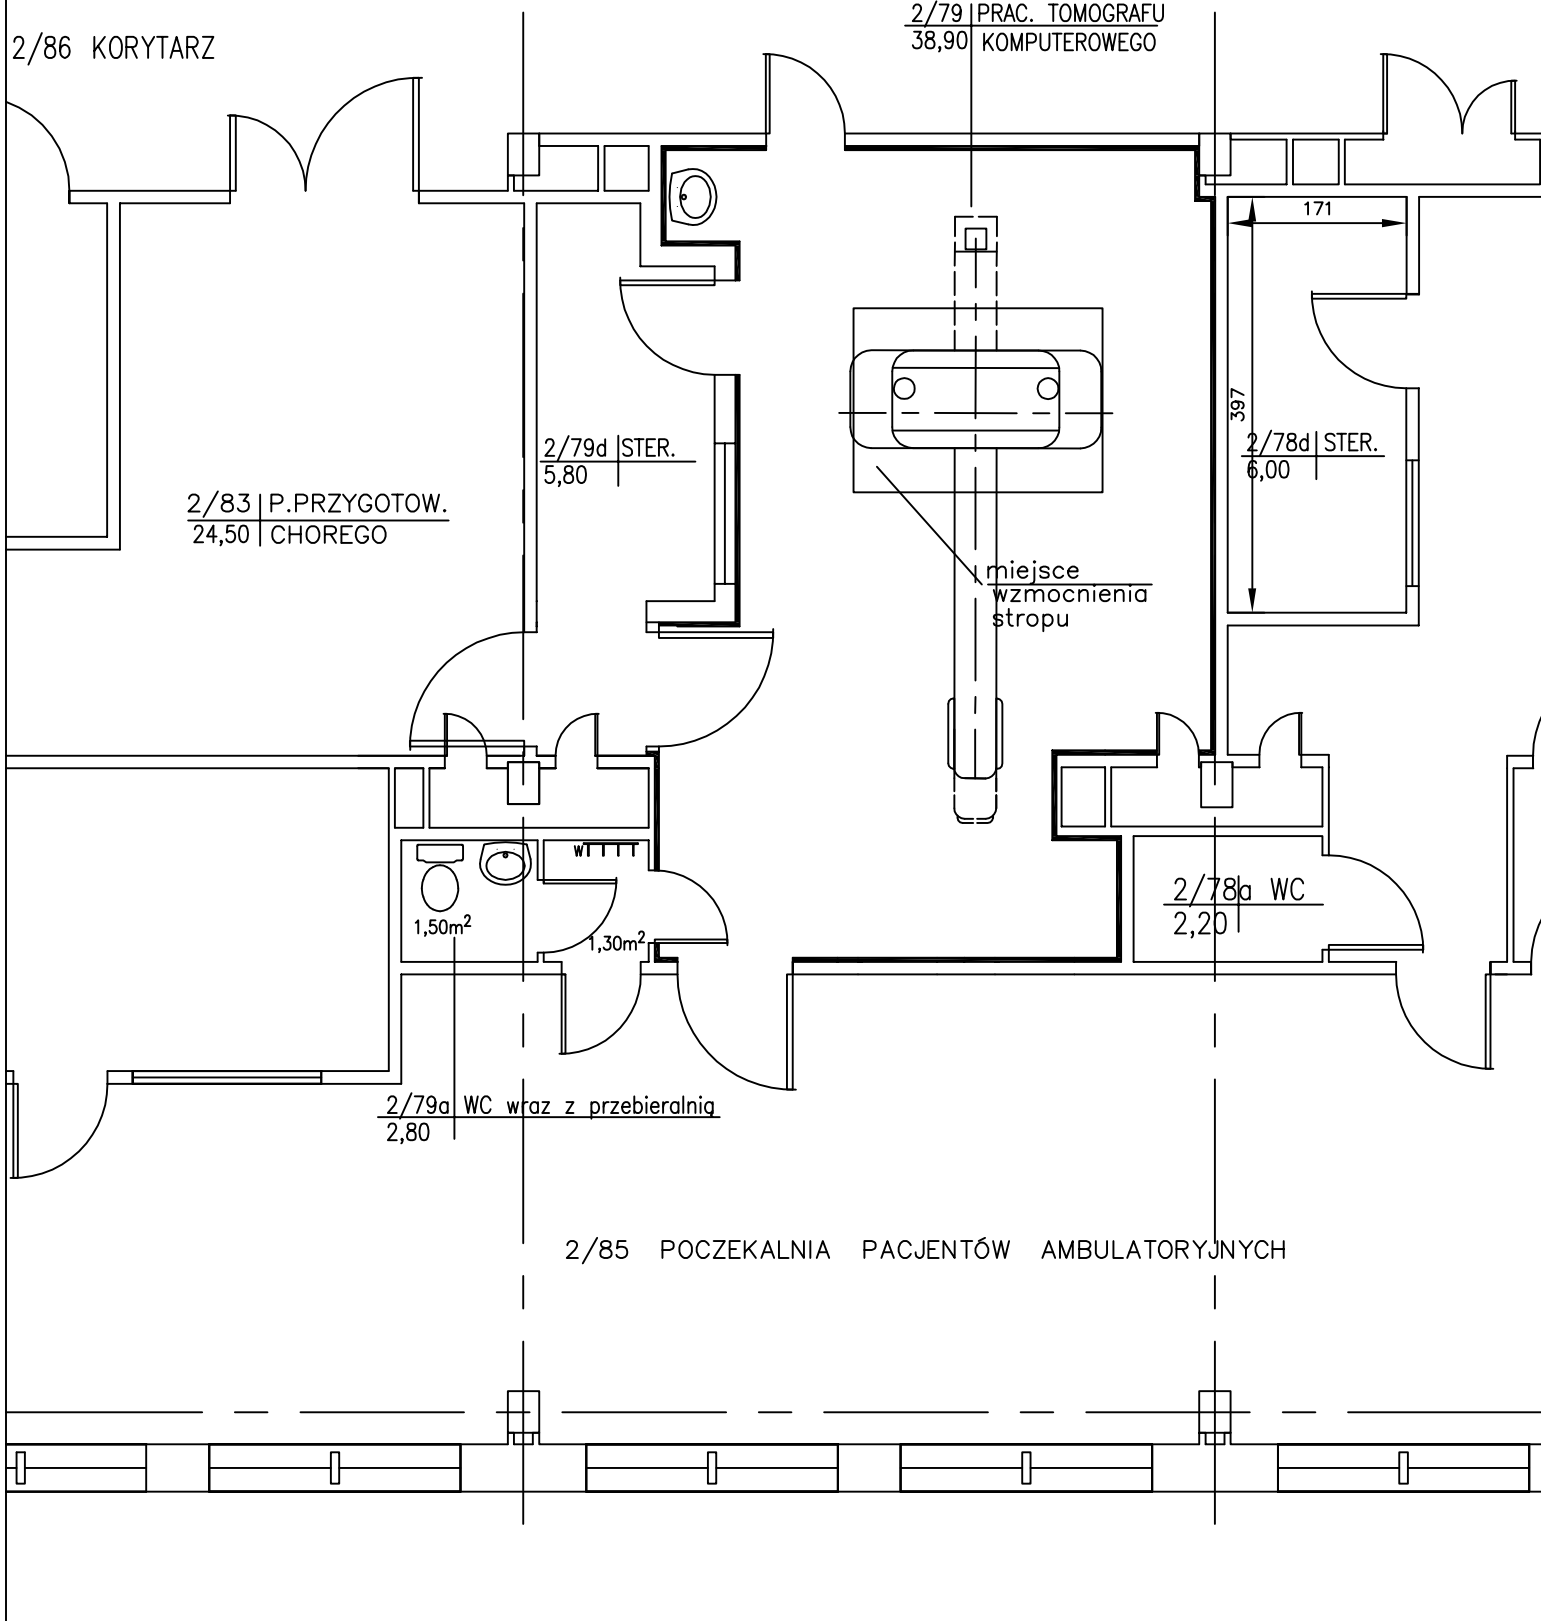 2/79 PRAC. TOMOGRAFU
38,90 KOMPUTEROWEGO
2/86 KORYTARZ
171
397
2/79d STER.
5,80
2/78d STER.
6,00
2/83 P.PRZYGOTOW.
24,50 CHOREGO
miejsce
wzmocnienia
stropu
W
1,50m²
1,30m²
2/78a WC
2,20
2/79a WC wraz z przebieralnią
2,80
2/85 POCZEKALNIA PACJENTÓW AMBULATORYJNYCH